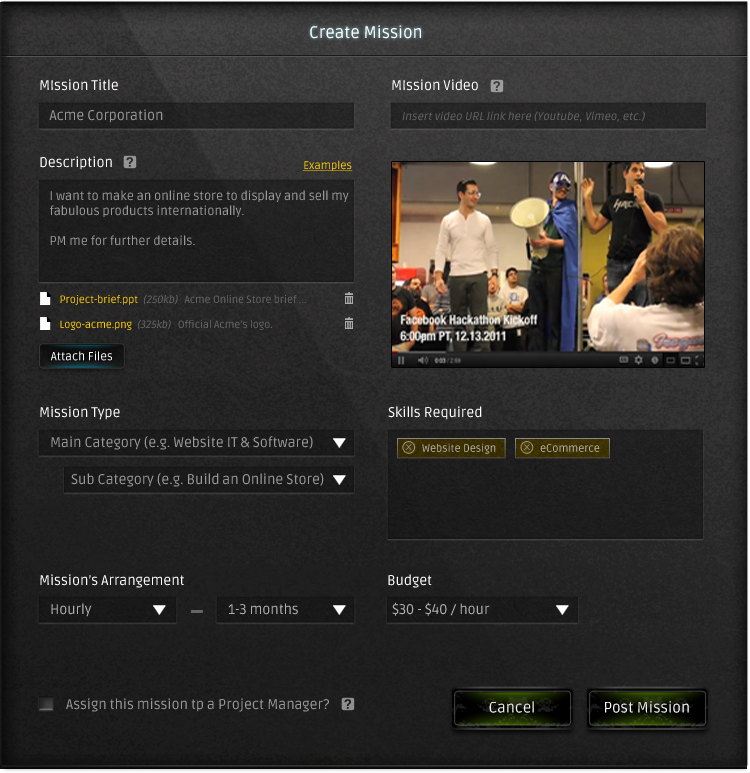 Create Mission
MIssion Title
MIssion Video ?
Acme Corporation
Insert video URL link here (Youtube, Vimeo, etc.)
Description ?
Examples
I want to make an online store to display and sell my
fabulous products internationally.
PM me for further details.
HACK
Facebook Hackathon Kickoff
6:00pm PT, 12.13.2011
Project-brief.ppt (250kb) Acme Online Store brief ...
Logo-acme.png (325kb) Official Acme's logo.
Attach Files
Mission Type
Main Category (e.g. Website IT & Software)
Sub Category (e.g. Build an Online Store)
Skills Required
Website Design
eCommerce
Mission's Arrangement
Hourly
1-3 months
Budget
$30 - $40 / hour
Assign this mission tp a Project Manager? ?
Cancel
Post Mission